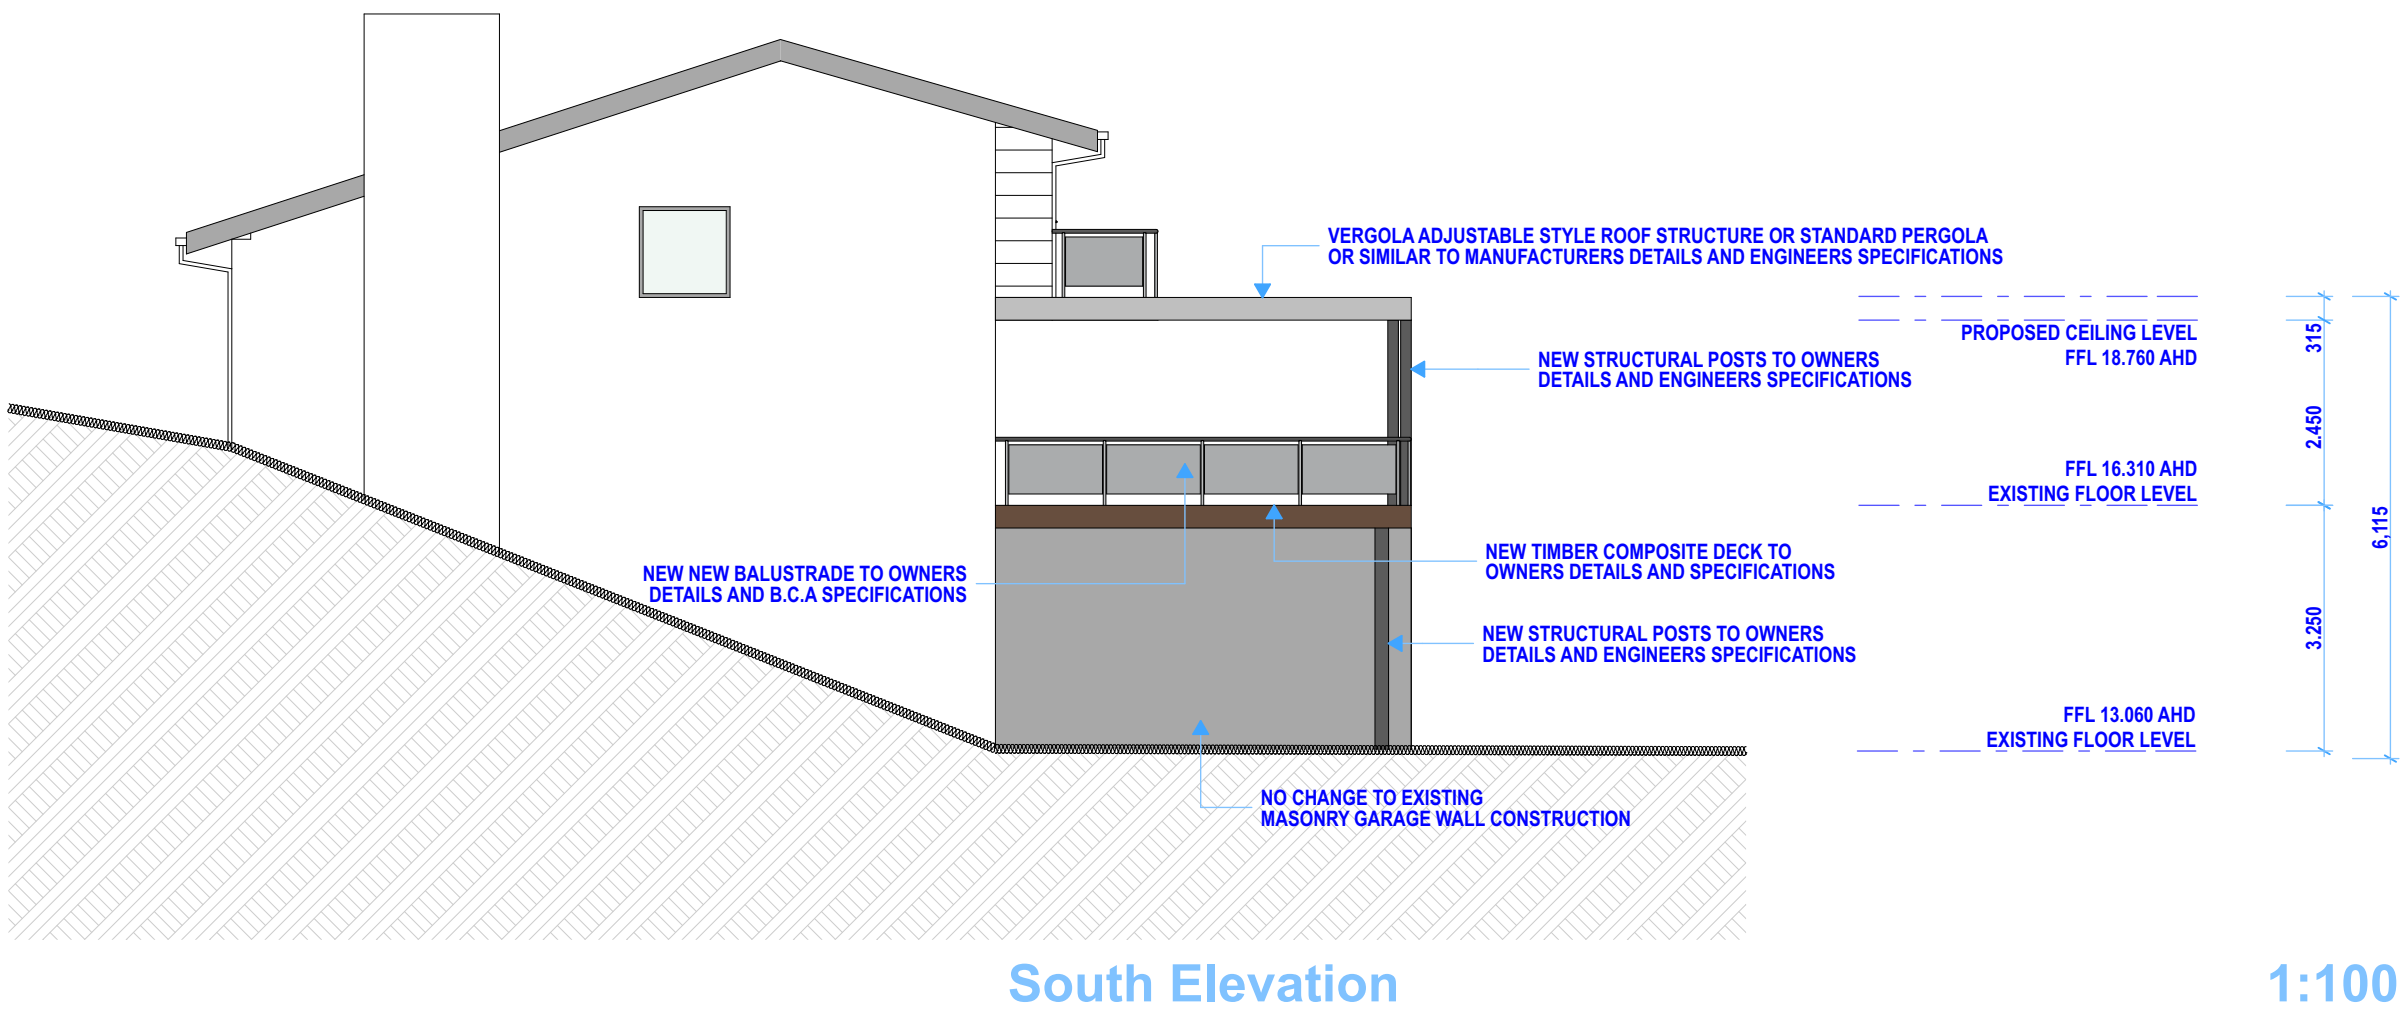 VERGOLA ADJUSTABLE STYLE ROOF STRUCTURE OR STANDARD PERGOLA
OR SIMILAR TO MANUFACTURERS DETAILS AND ENGINEERS SPECIFICATIONS
PROPOSED CEILING LEVEL
FFL 18.760 AHD
315
NEW STRUCTURAL POSTS TO OWNERS
DETAILS AND ENGINEERS SPECIFICATIONS
2.450
FFL 16.310 AHD
EXISTING FLOOR LEVEL
6,115
NEW TIMBER COMPOSITE DECK TO
OWNERS DETAILS AND SPECIFICATIONS
NEW NEW BALUSTRADE TO OWNERS
DETAILS AND B.C.A SPECIFICATIONS
3.250
NEW STRUCTURAL POSTS TO OWNERS
DETAILS AND ENGINEERS SPECIFICATIONS
FFL 13.060 AHD
EXISTING FLOOR LEVEL
NO CHANGE TO EXISTING
MASONRY GARAGE WALL CONSTRUCTION
South Elevation
1:100